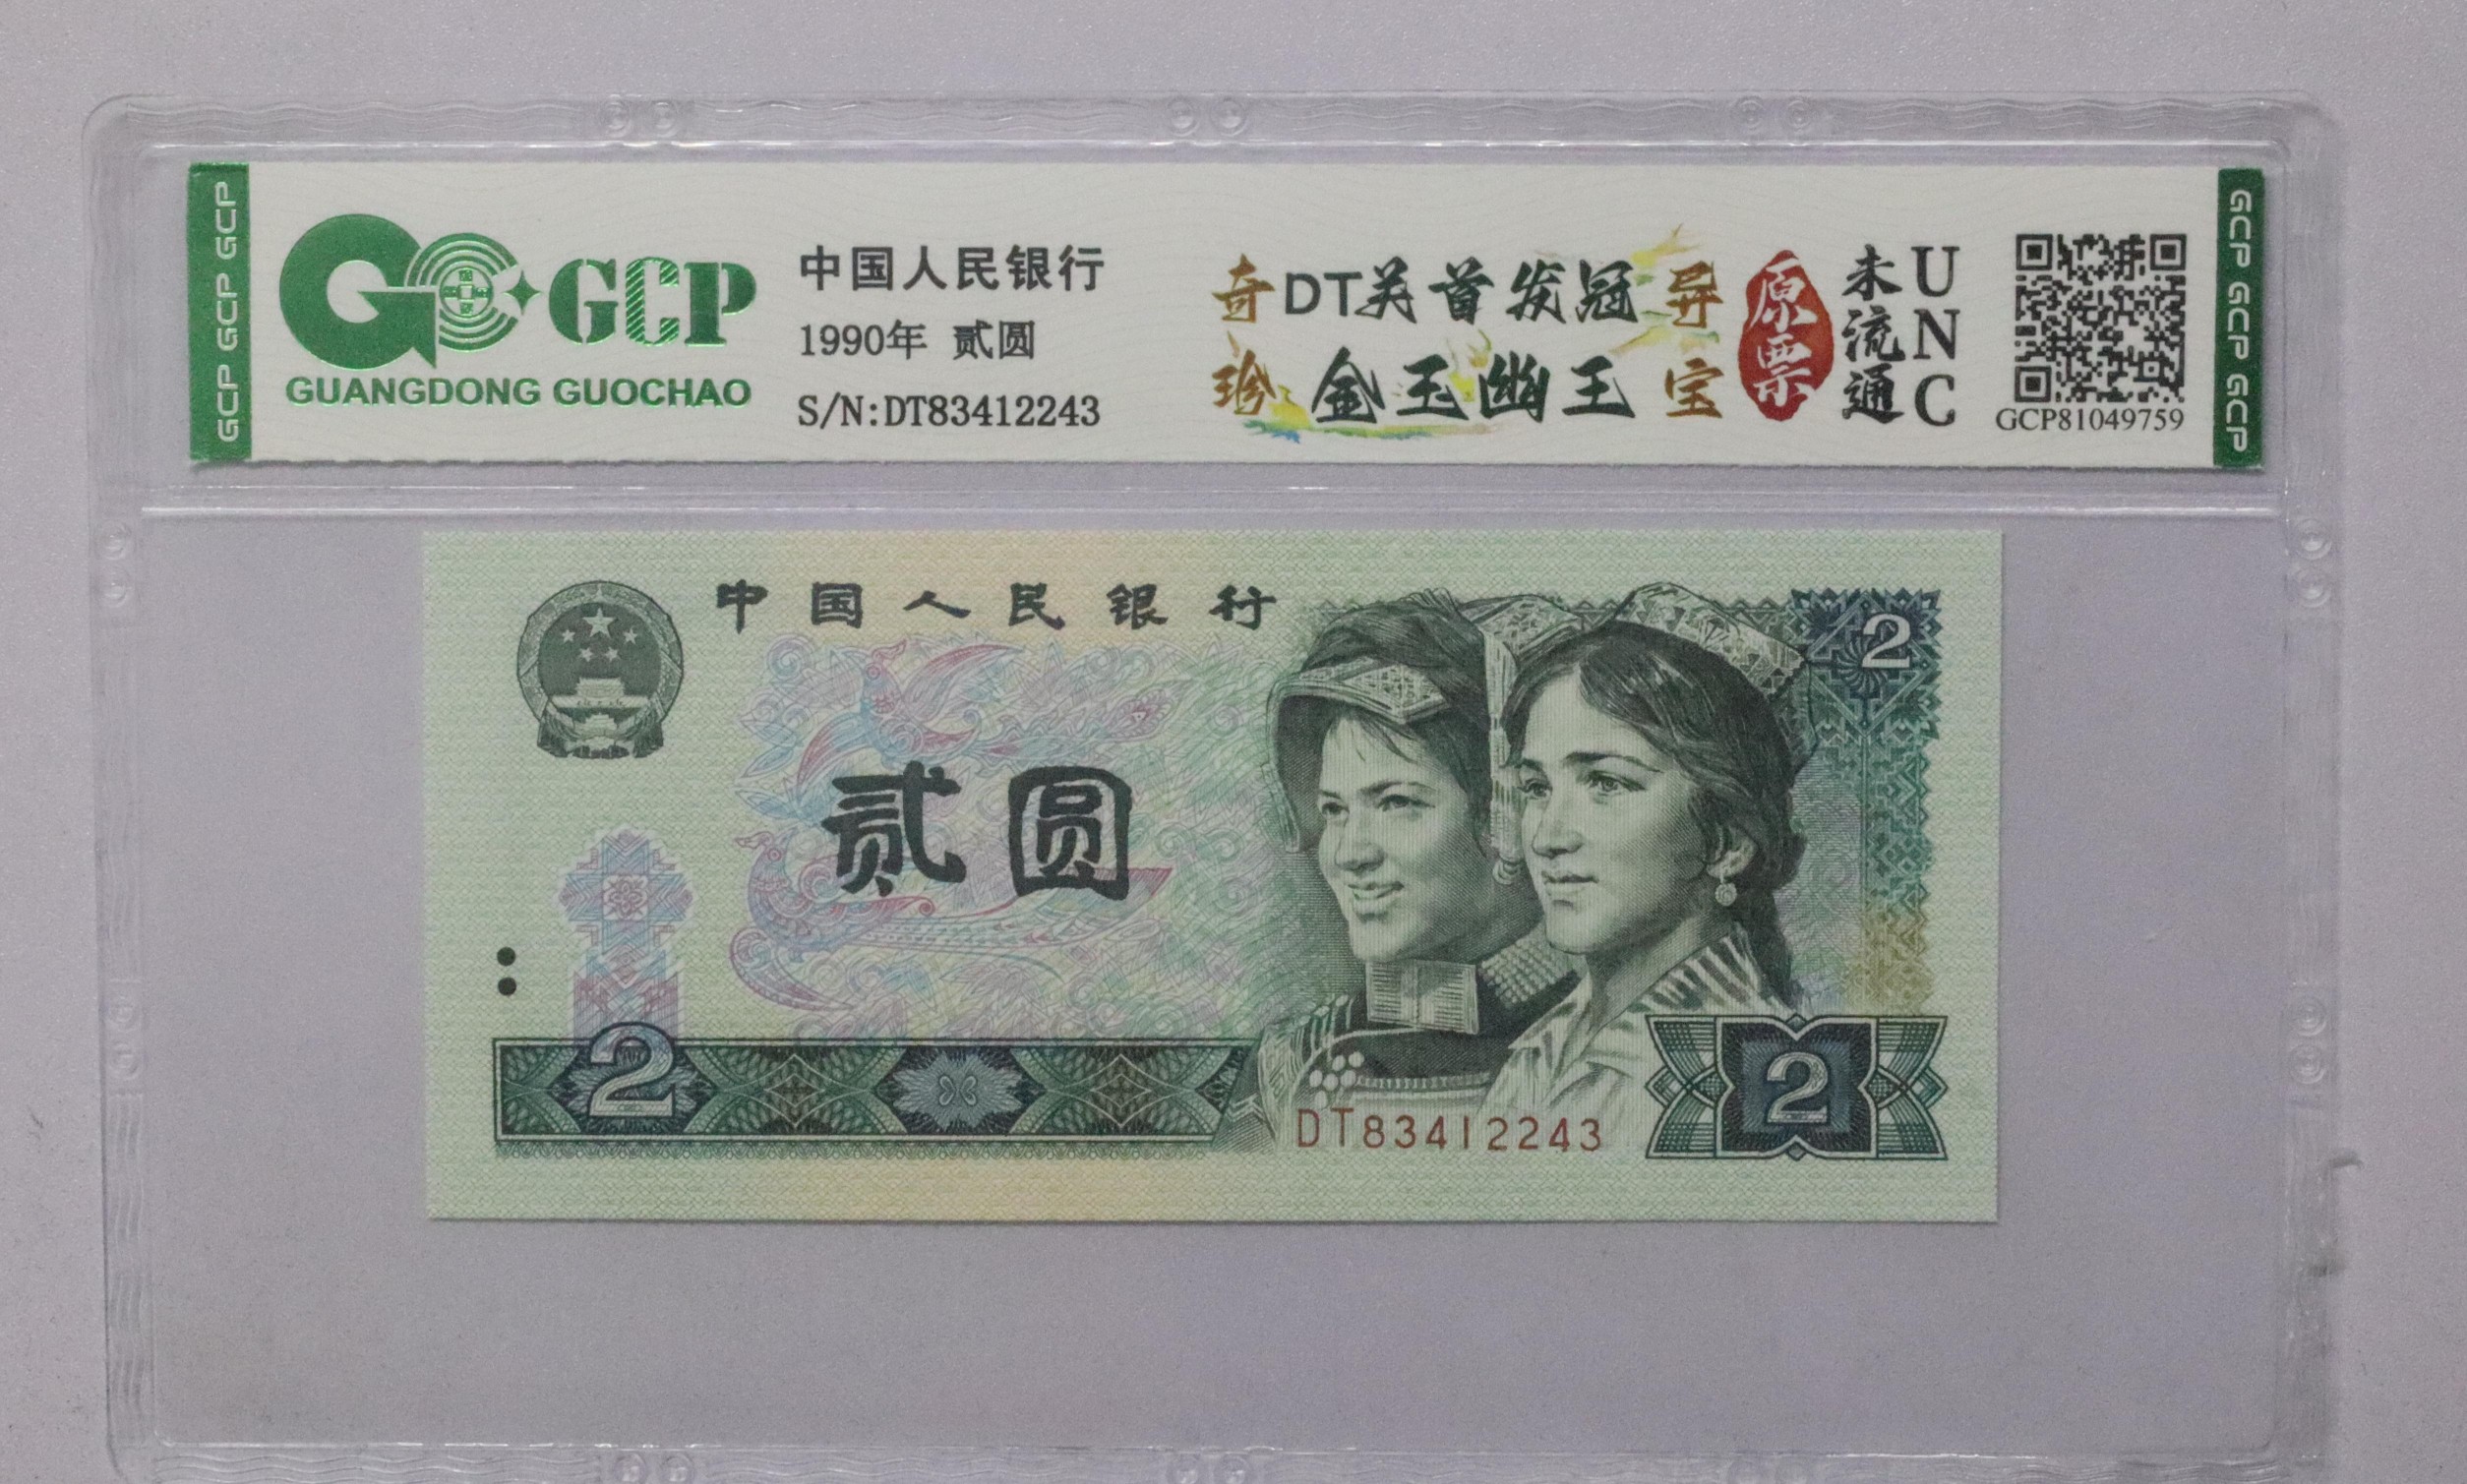 GCP GCP GCP
GCP
GUANGDONG GUOCHAO
中国人民银行
1990年 贰圆
S/N:DT83412243
奇DT关首发冠异
珍金玉幽王宝
原票
未流通
UNC
GCP81049759
GCP GCP GCP
中国人民银行
2
贰圆
2
DT83412243
2